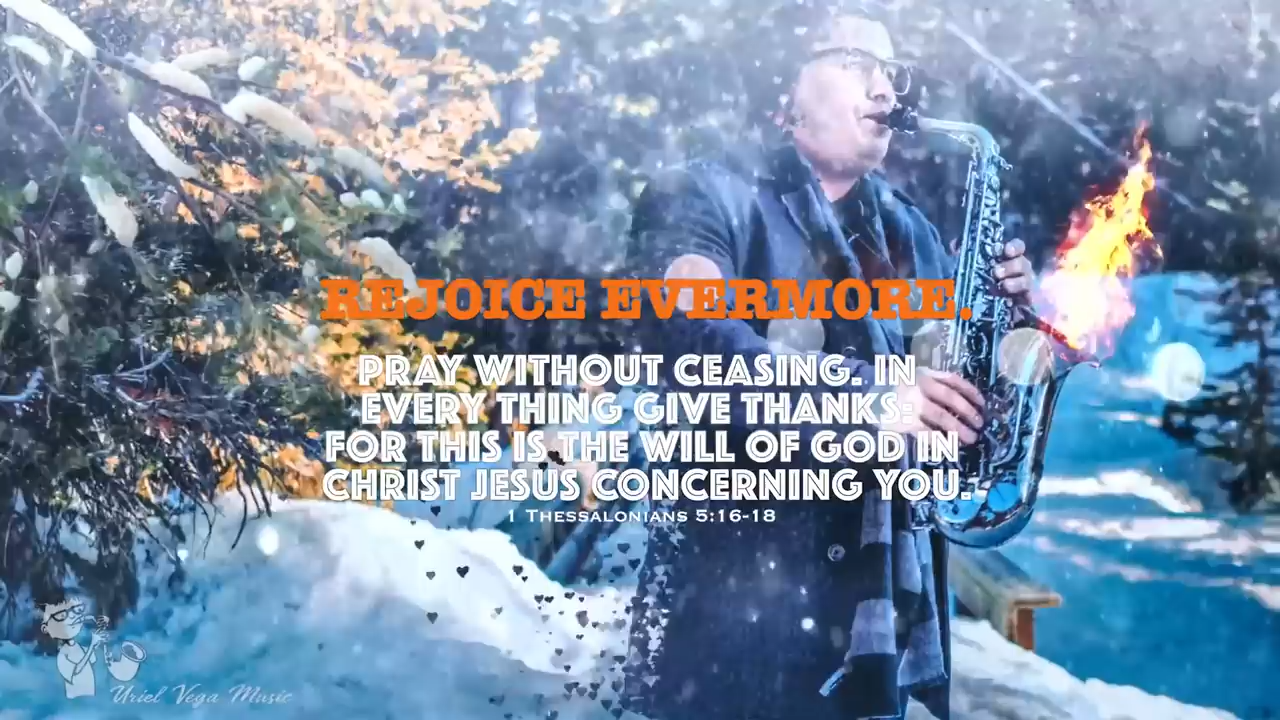 REJOICE EVERMORE.
PRAY WITHOUT CEASING. IN
EVERY THING GIVE THANKS:
FOR THIS IS THE WILL OF GOD IN
CHRIST JESUS CONCERNING YOU.
1 THESSALONIANS 5:16-18
Uriel Vega Music